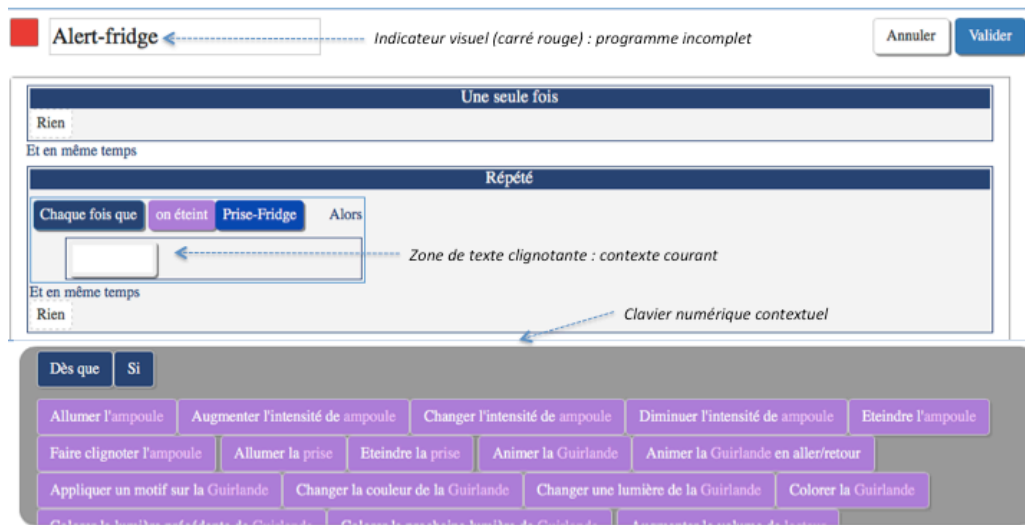 Alert-fridge Indicateur visuel (carré rouge) : programme incomplet Annuler Valider
Une seule fois
Rien
Et en même temps
Répété
Chaque fois que on éteint Prise-Fridge Alors
Zone de texte clignotante : contexte courant
Et en même temps
Rien
Clavier numérique contextuel
Dès que Si
Allumer l'ampoule Augmenter l'intensité de ampoule Changer l'intensité de ampoule Diminuer l'intensité de ampoule Eteindre l'ampoule
Faire clignoter l'ampoule Allumer la prise Eteindre la prise Animer la Guirlande Animer la Guirlande en aller/retour
Appliquer un motif sur la Guirlande Changer la couleur de la Guirlande Changer une lumière de la Guirlande Colorer la Guirlande